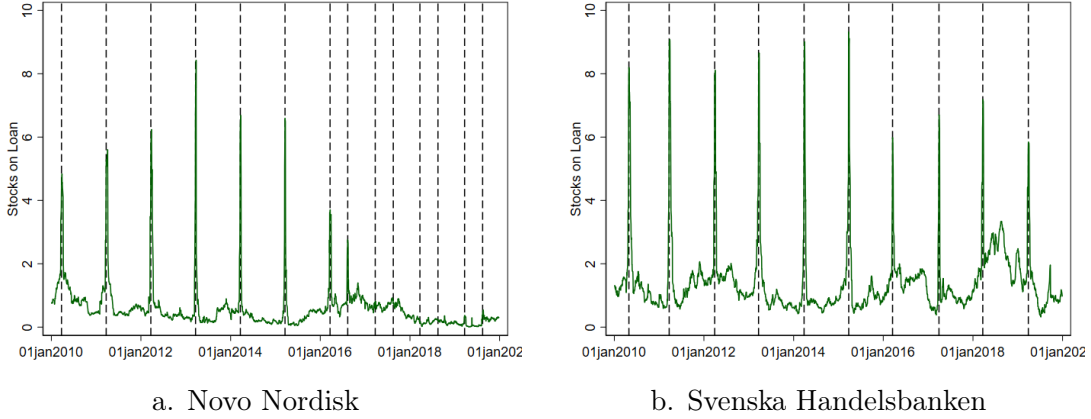 10
8
6
4
2
0
Stocks on Loan
01jan2010 01jan2012 01jan2014 01jan2016 01jan2018 01jan202
a. Novo Nordisk
10
8
6
4
2
0
Stocks on Loan
01jan2010 01jan2012 01jan2014 01jan2016 01jan2018 01jan202
b. Svenska Handelsbanken